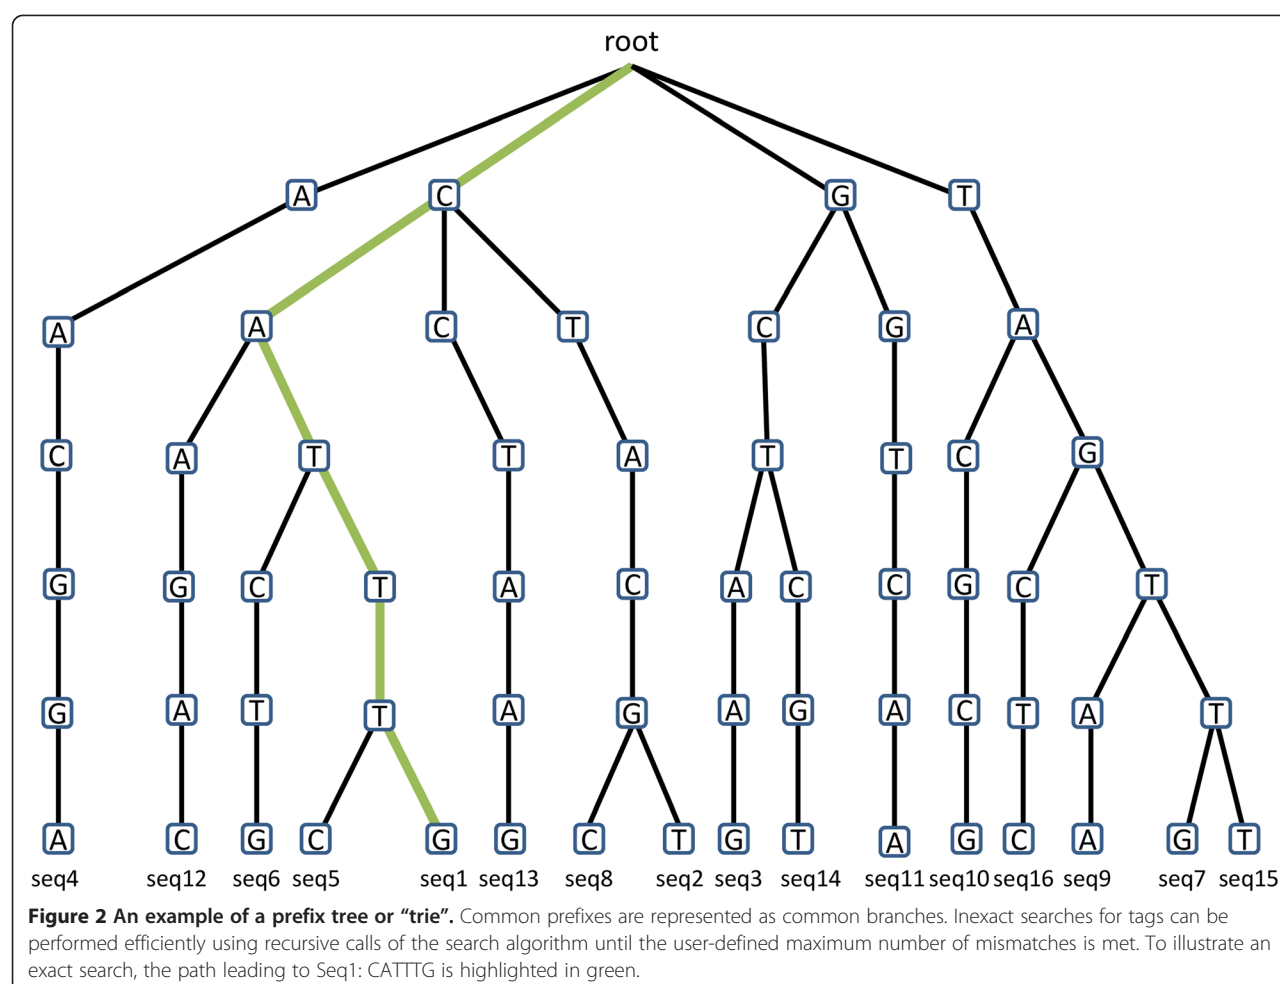 root
A C G T
A A C T C G A
C A T T A T T C G
G G C T A C A C C G C T
G A T T A G A G A C T A T
A C G C G G C T G T A G C A G T
seq4 seq12 seq6 seq5 seq1 seq13 seq8 seq2 seq3 seq14 seq11 seq10 seq16 seq9 seq7 seq15
Figure 2 An example of a prefix tree or “trie”. Common prefixes are represented as common branches. Inexact searches for tags can be
performed efficiently using recursive calls of the search algorithm until the user-defined maximum number of mismatches is met. To illustrate an
exact search, the path leading to Seq1: CATTTG is highlighted in green.